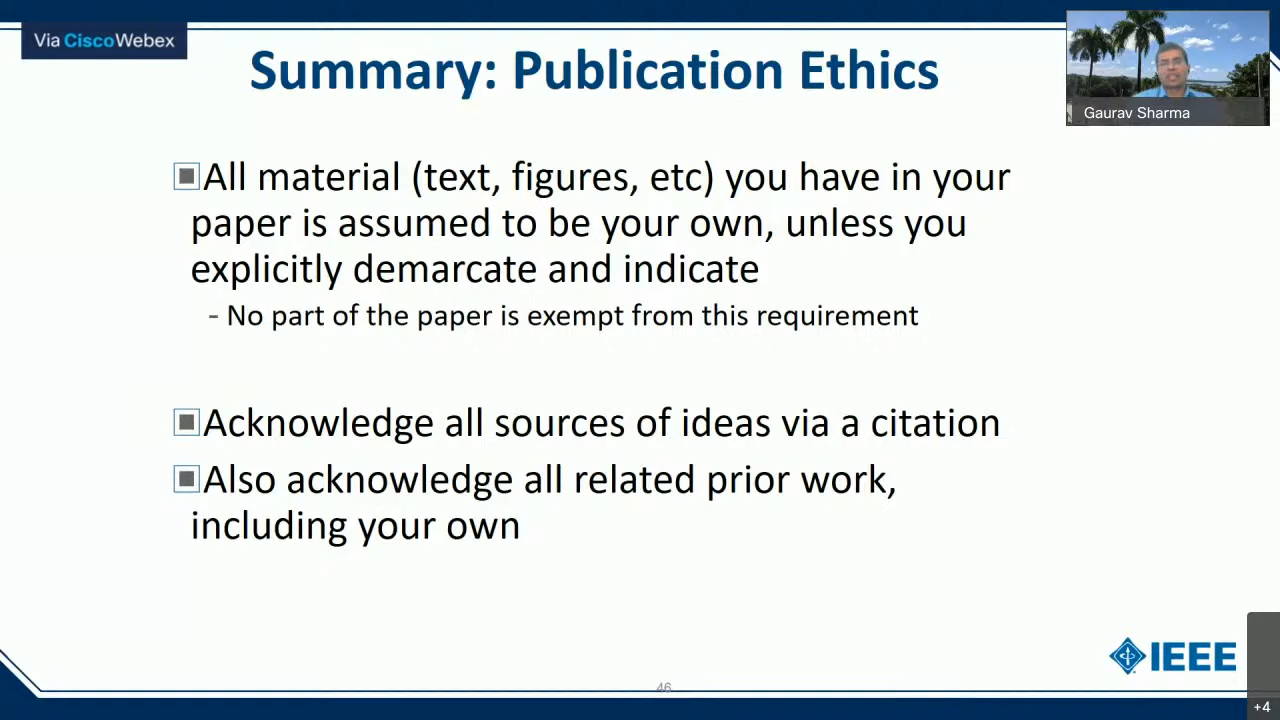 Via CiscoWebex
Summary: Publication Ethics
Gaurav Sharma
All material (text, figures, etc) you have in your
paper is assumed to be your own, unless you
explicitly demarcate and indicate
- No part of the paper is exempt from this requirement
Acknowledge all sources of ideas via a citation
Also acknowledge all related prior work,
including your own
IEEE
46
+4